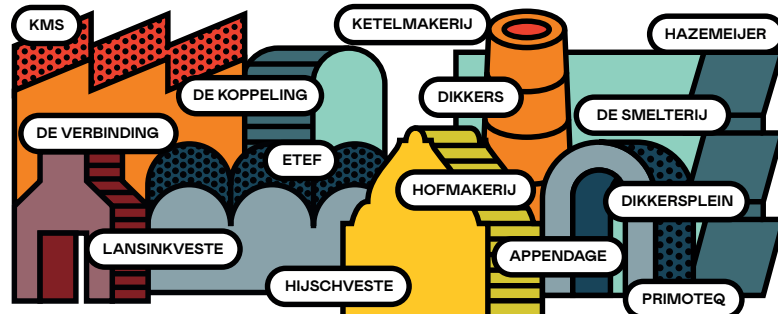 KMS
KETELMAKERIJ
HAZEMEIJER
DE KOPPELING
DIKKERS
DE SMELTERIJ
DE VERBINDING
ETEF
HOFMAKERIJ
DIKKERSPLEIN
LANSINKVESTE
APPENDAGE
HIJSCHVESTE
PRIMOTEQ